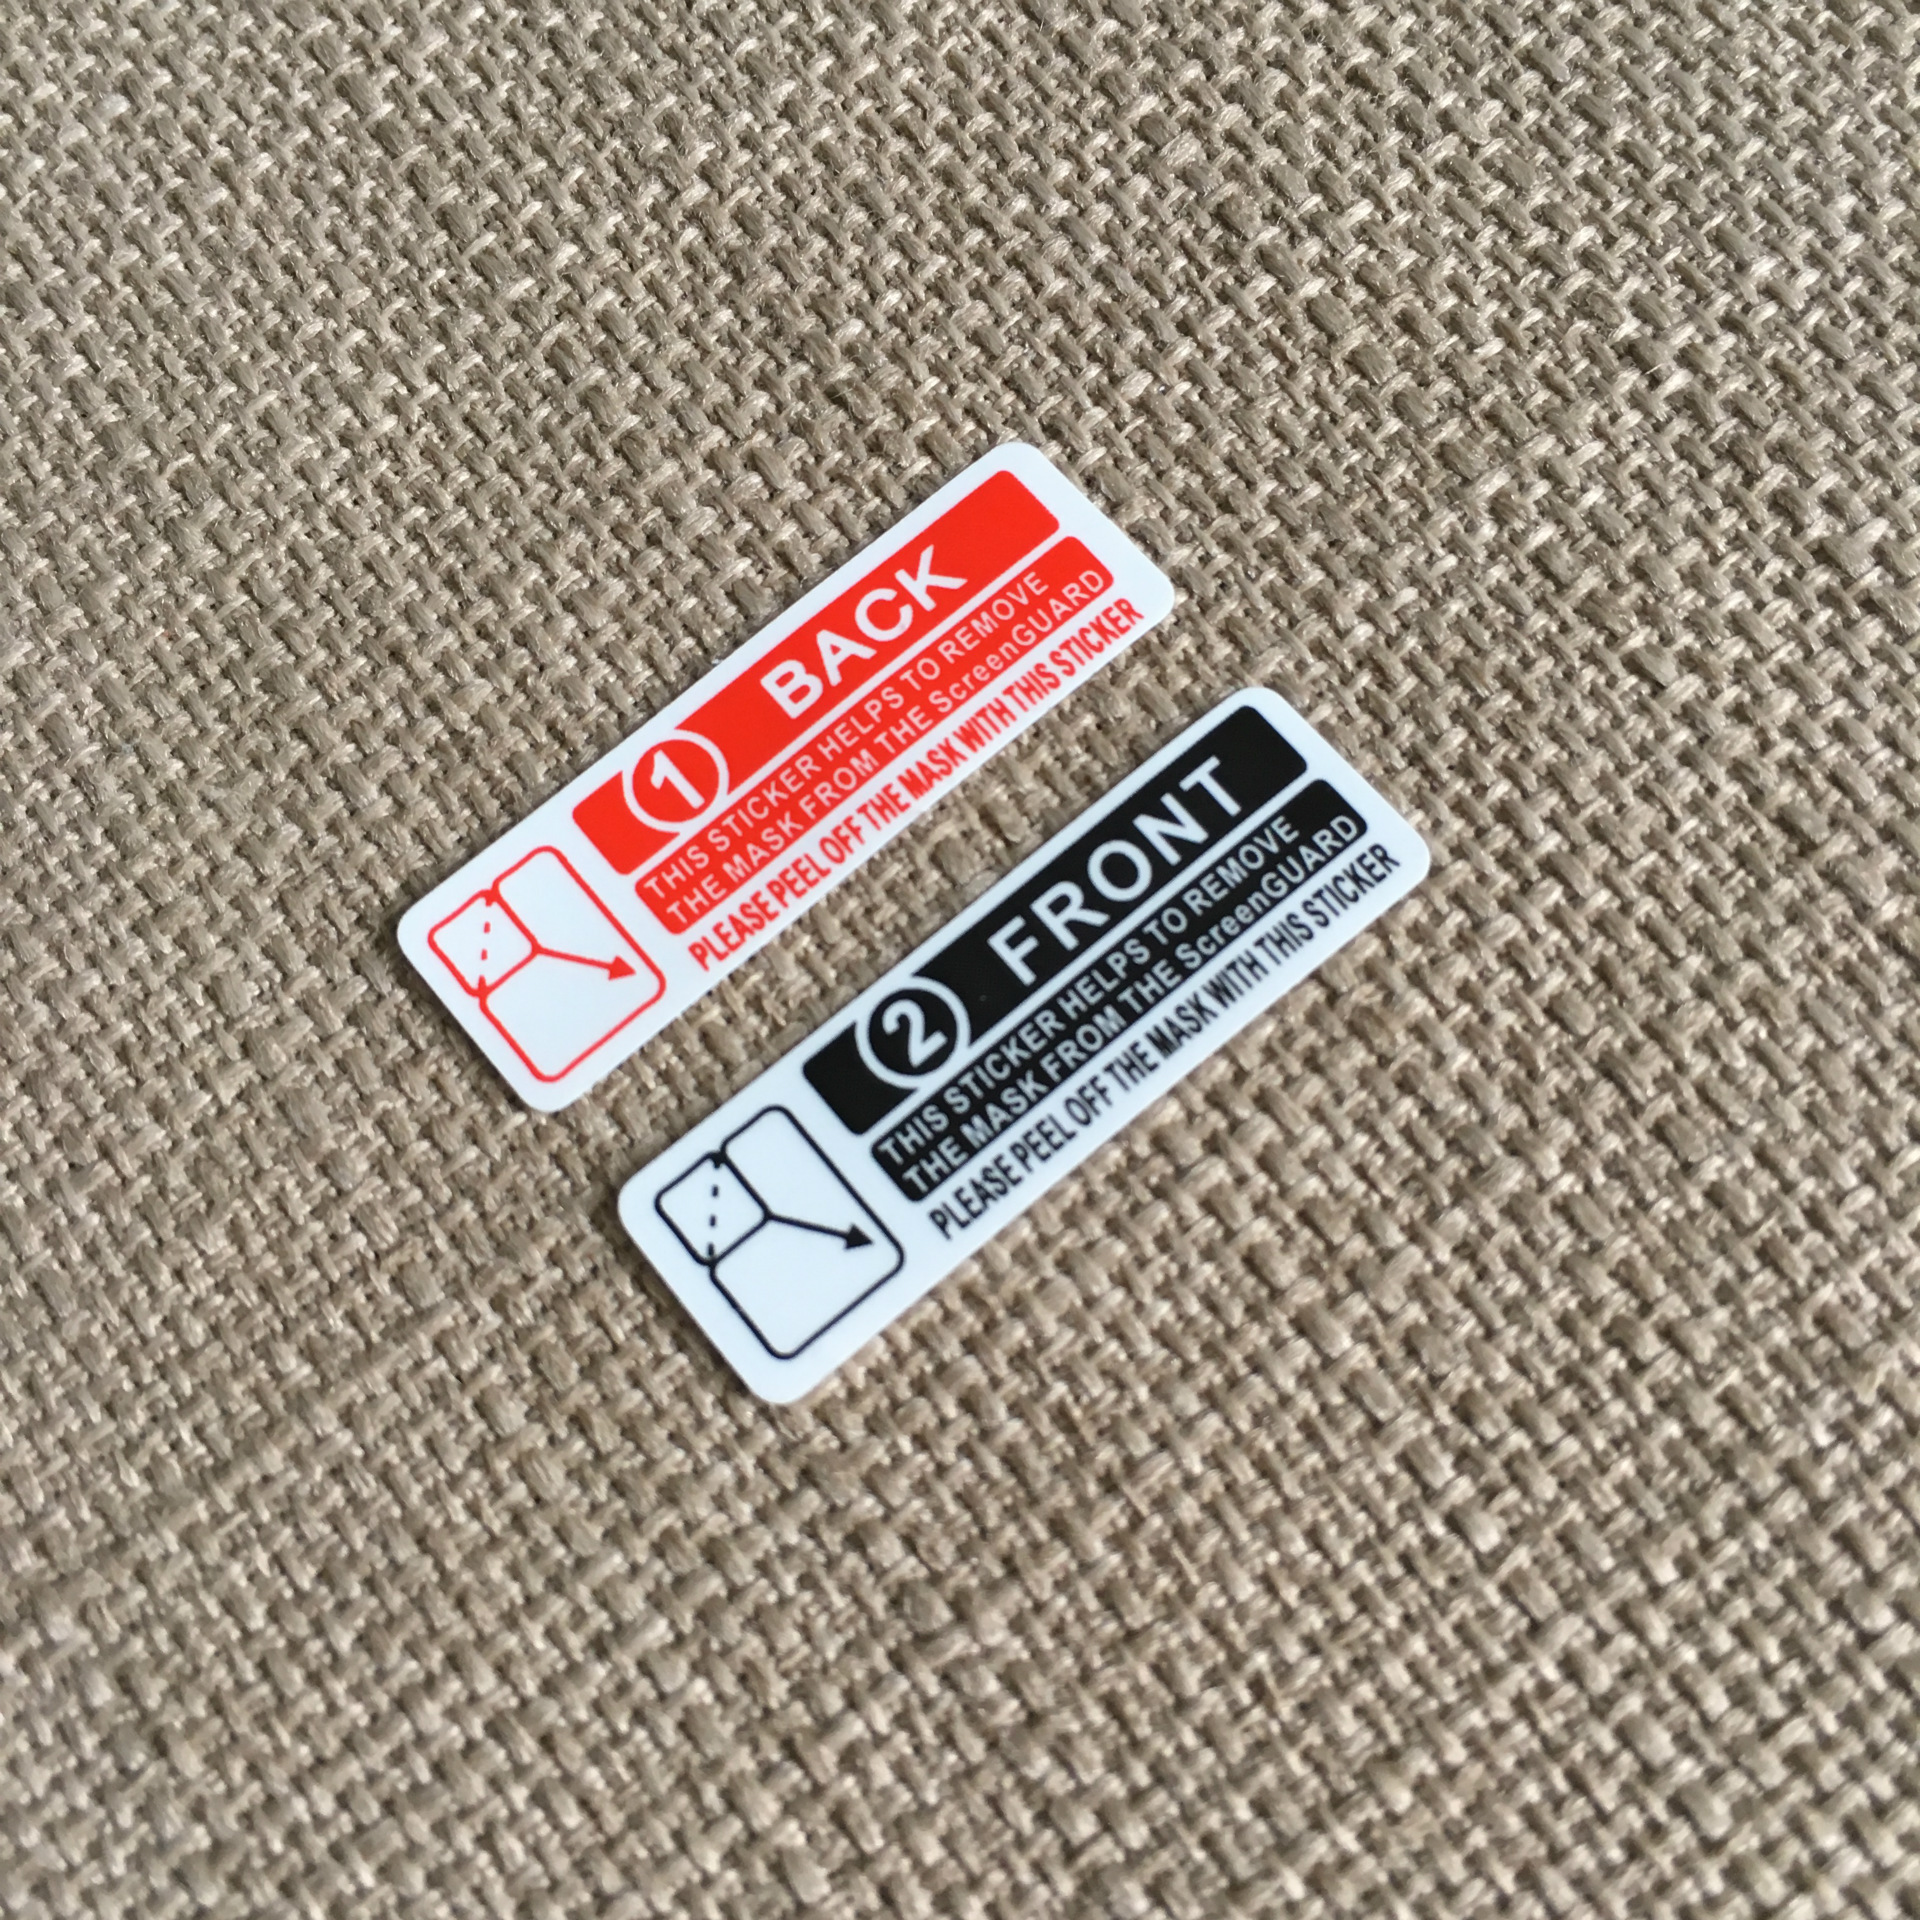 1 BACK
THIS STICKER HELPS TO REMOVE
THE MASK FROM THE ScreenGUARD
PLEASE PEEL OFF THE MASK WITH THIS STICKER
2 FRONT
THIS STICKER HELPS TO REMOVE
THE MASK FROM THE ScreenGUARD
PLEASE PEEL OFF THE MASK WITH THIS STICKER